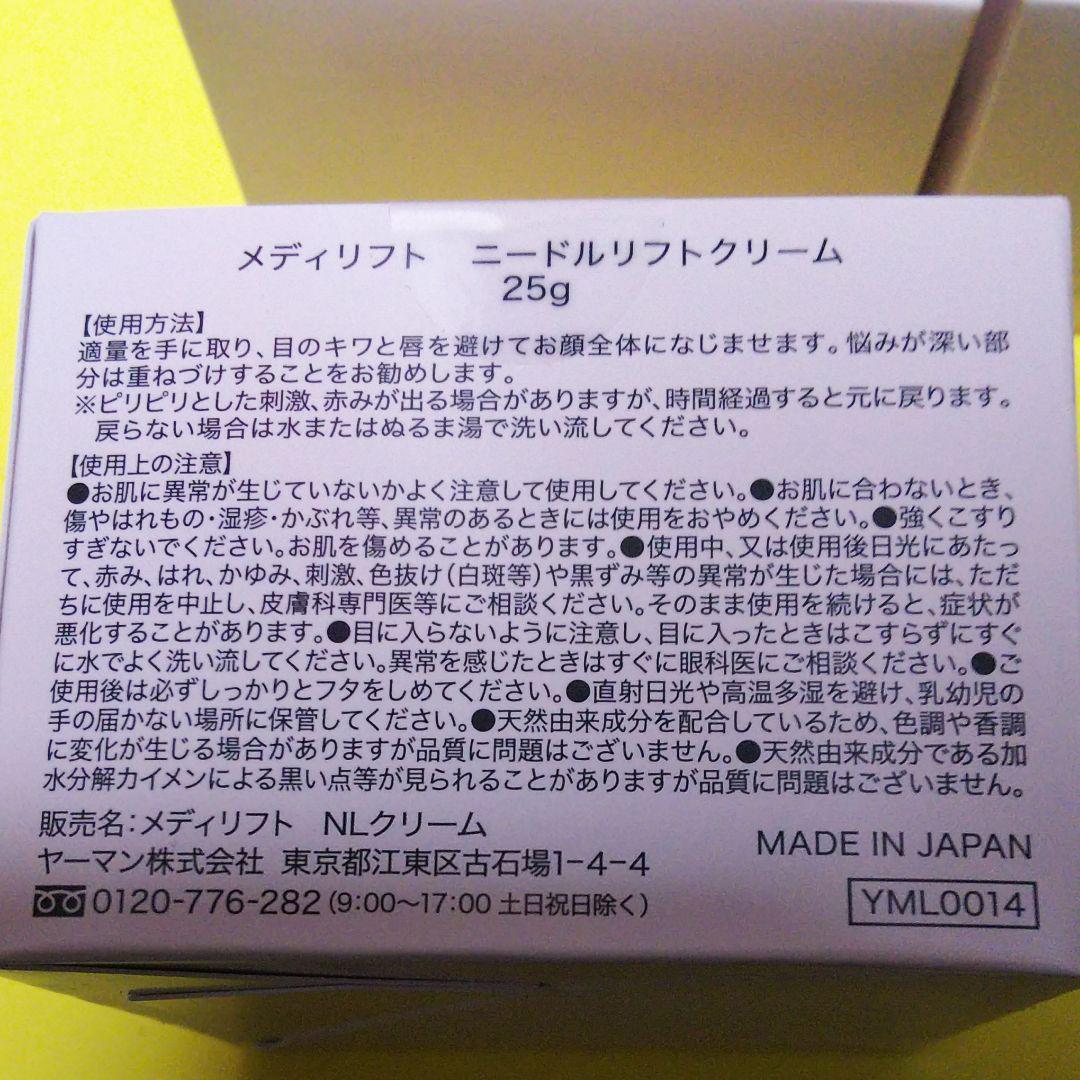 メディリフト　ニードルリフトクリーム
25g
【使用方法】
適量を手に取り、目のキワと唇を避けてお顔全体になじませます。悩みが深い部
分は重ねづけすることをお勧めします。
※ピリピリとした刺激、赤みが出る場合がありますが、時間経過すると元に戻ります。
戻らない場合は水またはぬるま湯で洗い流してください。
【使用上の注意】
●お肌に異常が生じていないかよく注意して使用してください。●お肌に合わないとき、
傷やはれもの・湿疹・かぶれ等、異常のあるときには使用をおやめください。●強くこすり
すぎないでください。お肌を傷めることがあります。●使用中、又は使用後日光にあたっ
て、赤み、はれ、かゆみ、刺激、色抜け(白斑等)や黒ずみ等の異常が生じた場合には、ただ
ちに使用を中止し、皮膚科専門医等にご相談ください。そのまま使用を続けると、症状が
悪化することがあります。●目に入らないように注意し、目に入ったときはこすらずにすぐ
に水でよく洗い流してください。異常を感じたときはすぐに眼科医にご相談ください。●ご
使用後は必ずしっかりとフタをしめてください。●直射日光や高温多湿を避け、乳幼児の
手の届かない場所に保管してください。●天然由来成分を配合しているため、色調や香調
に変化が生じる場合がありますが品質に問題はございません。●天然由来成分である加
水分解カイメンによる黒い点等が見られることがありますが品質に問題はございません。
販売名:メディリフト　NLクリーム
ヤーマン株式会社 東京都江東区古石場1-4-4
MADE IN JAPAN
0120-776-282(9:00〜17:00 土日祝日除く)
YML0014